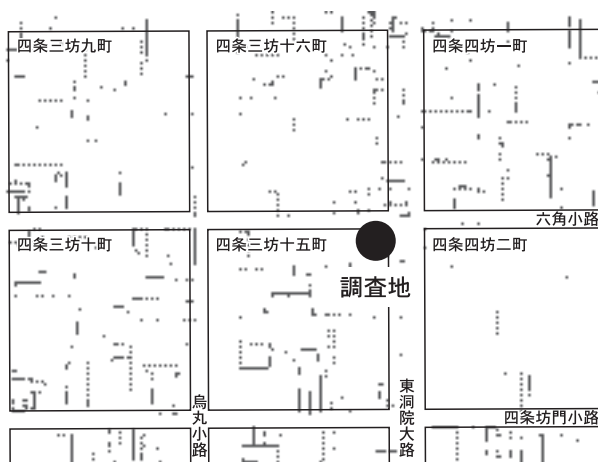 四条三坊九町
四条三坊十六町
四条四坊一町
六角小路
四条三坊十町
四条三坊十五町
四条四坊二町
調査地
烏丸小路
東洞院大路
四条坊門小路